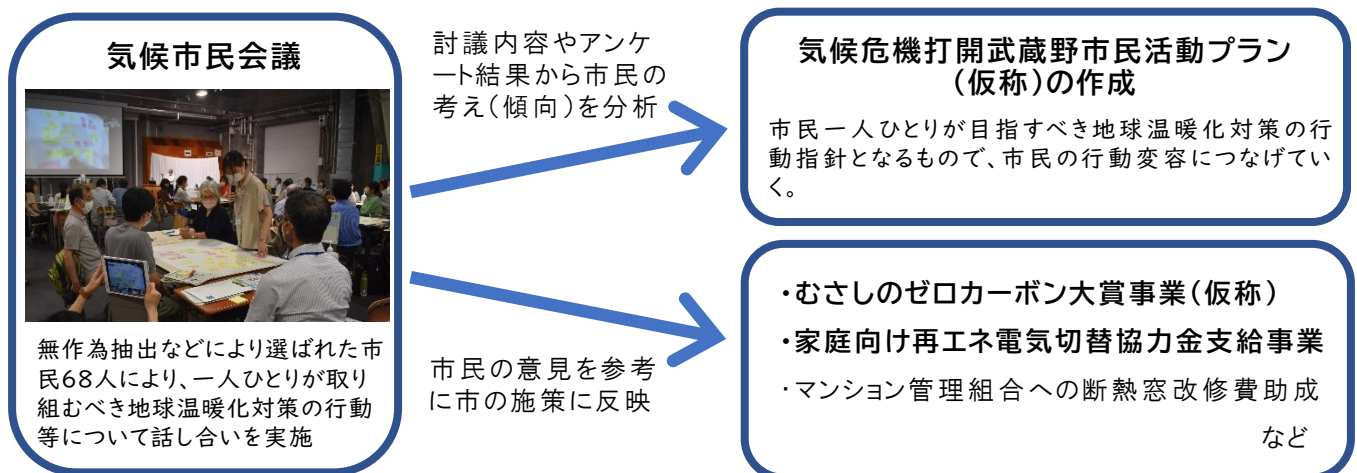 気候市民会議
無作為抽出などにより選ばれた市
民68人により、一人ひとりが取り
組むべき地球温暖化対策の行動
等について話し合いを実施
討議内容やアンケ
ート結果から市民の
考え(傾向)を分析
市民の意見を参考
に市の施策に反映
気候危機打開武蔵野市民活動プラン
(仮称)の作成
市民一人ひとりが目指すべき地球温暖化対策の行
動指針となるもので、市民の行動変容につなげてい
く。
・むさしのゼロカーボン大賞事業(仮称)
・家庭向け再エネ電気切替協力金支給事業
・マンション管理組合への断熱窓改修費助成
など